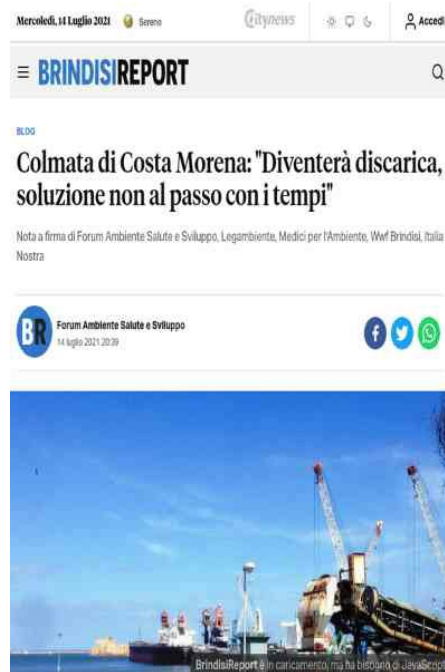 Mercoledì, 14 Luglio 2021 Sereno Citynews Accedi
BRINDISIREPORT
BLOG
Colmata di Costa Morena: "Diventerà discarica,
soluzione non al passo con i tempi"
Nota a firma di Forum Ambiente Salute e Sviluppo, Legambiente, Medici per l'Ambiente, Wwf Brindisi, Italia
Nostra
BR
Forum Ambiente Salute e Sviluppo
14 luglio 2021 20:39
BrindisiReport è in caricamento, ma ha bisogno di JavaScript